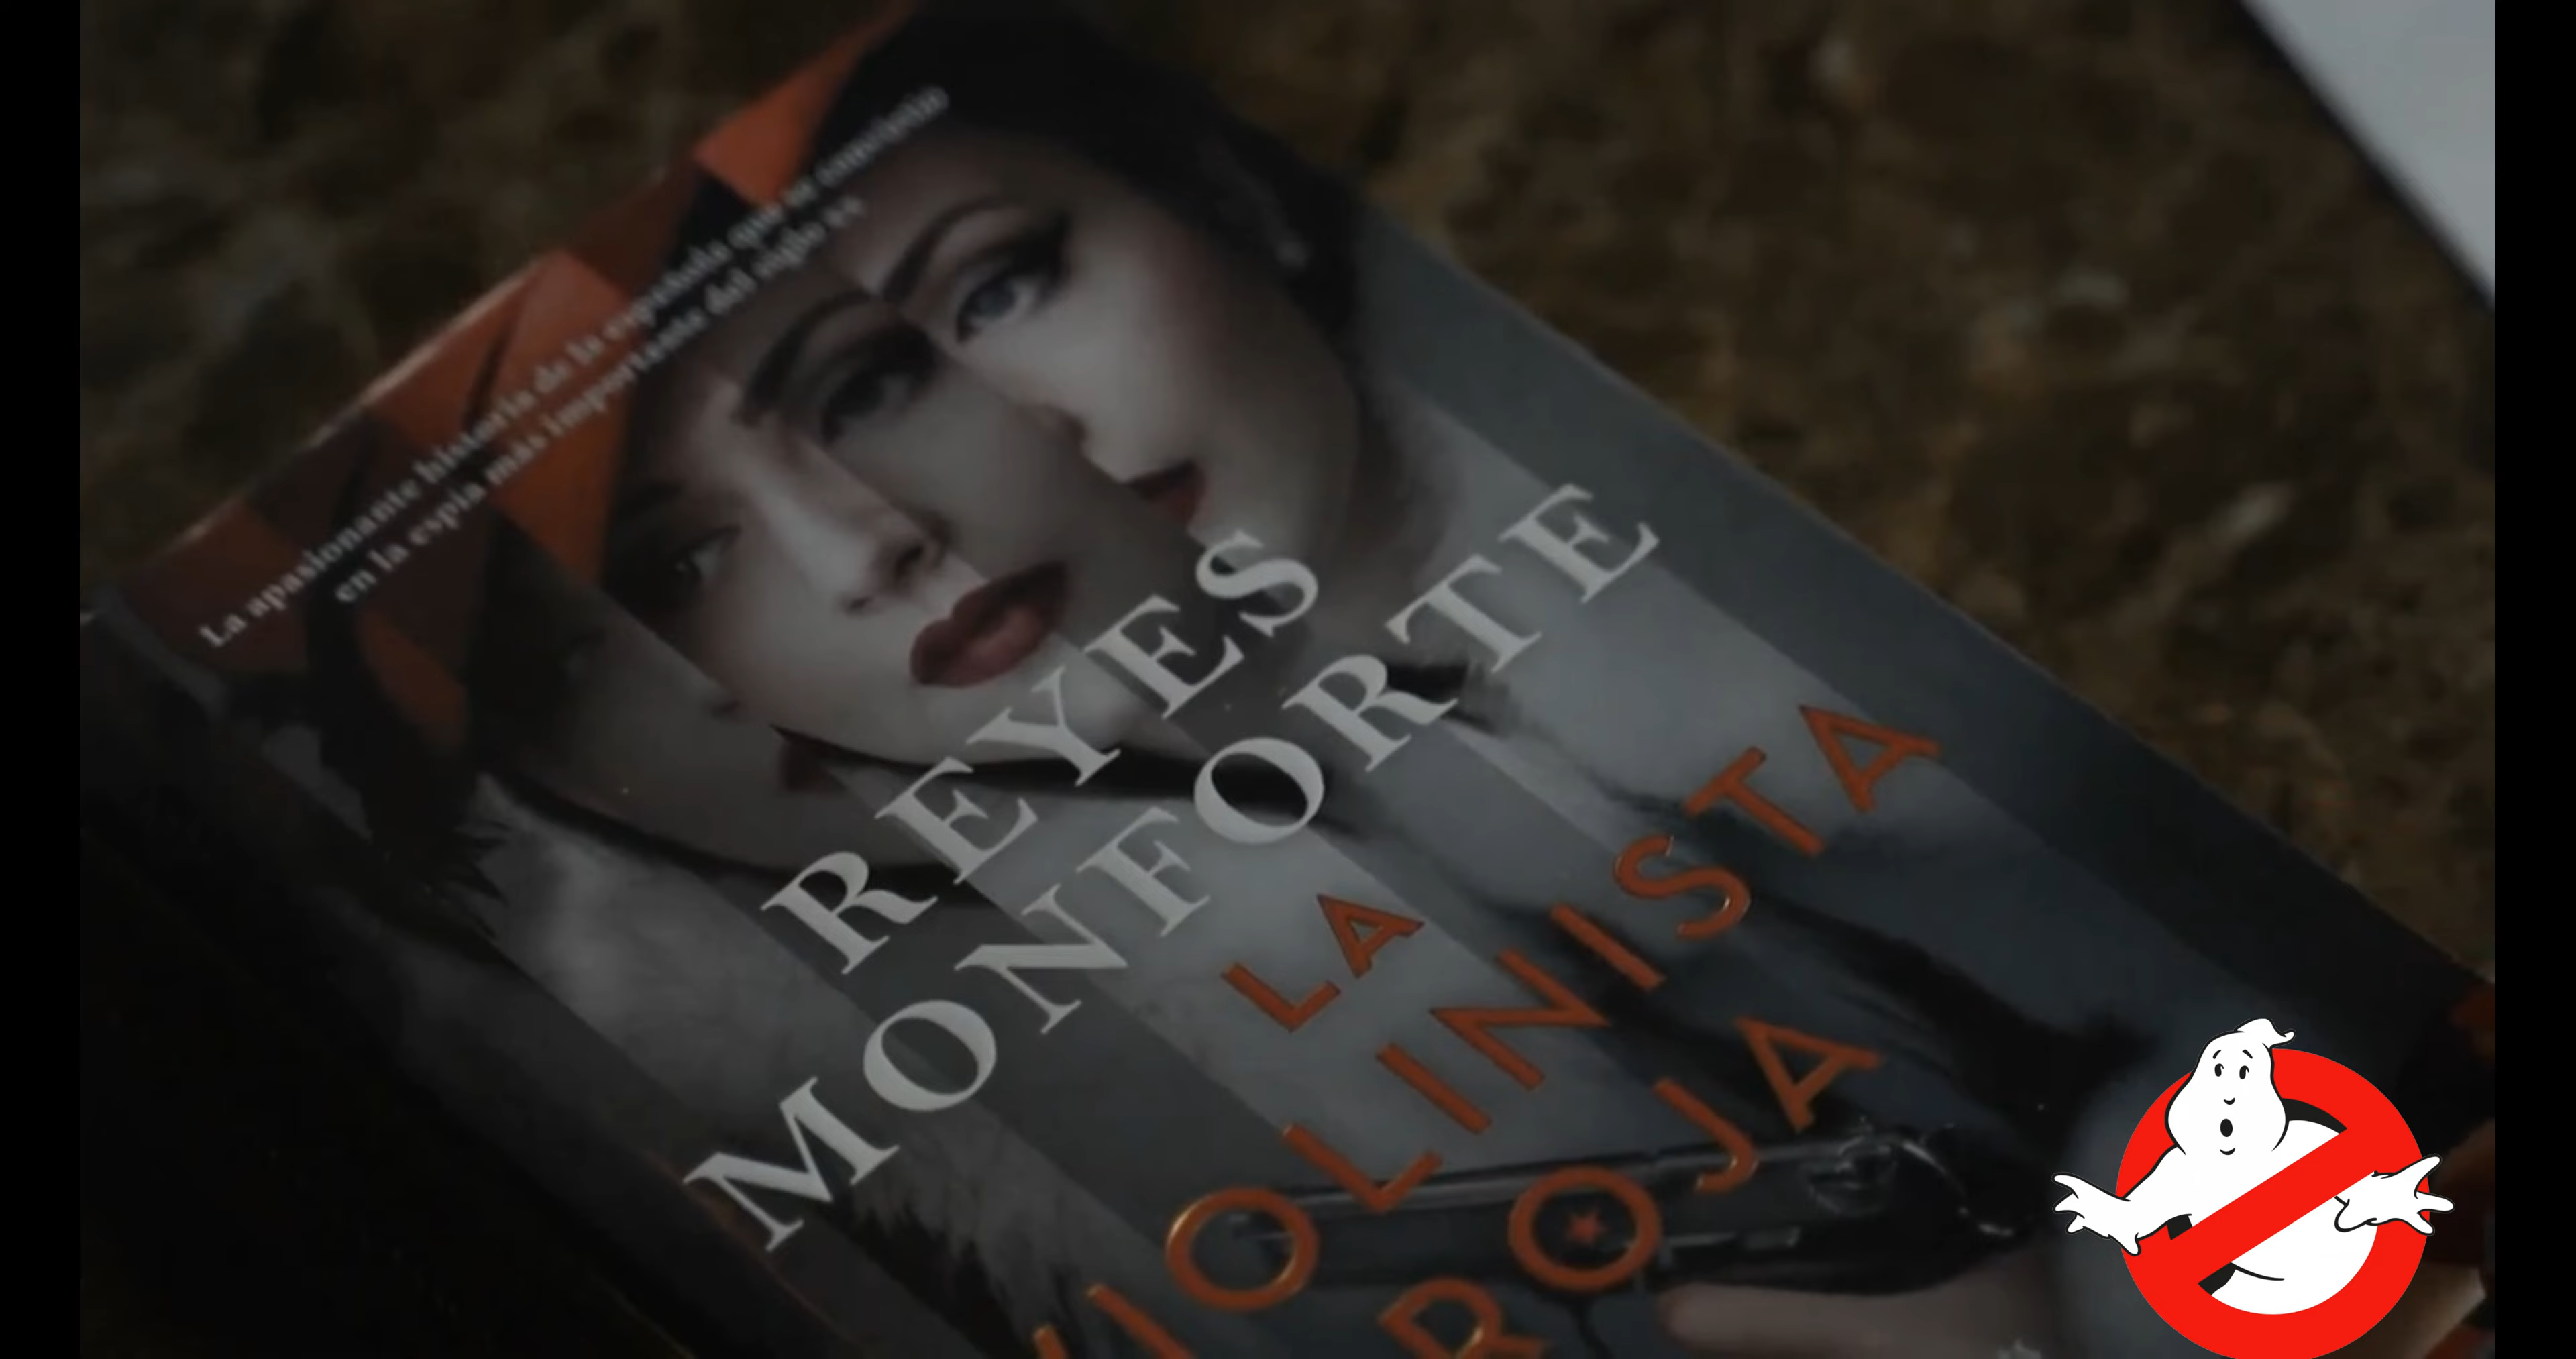 La apasionante historia de la española que se convirtió
en la espía más importante del siglo xx
REYES
MONFORTE
LA
VIOLINISTA
ROJA